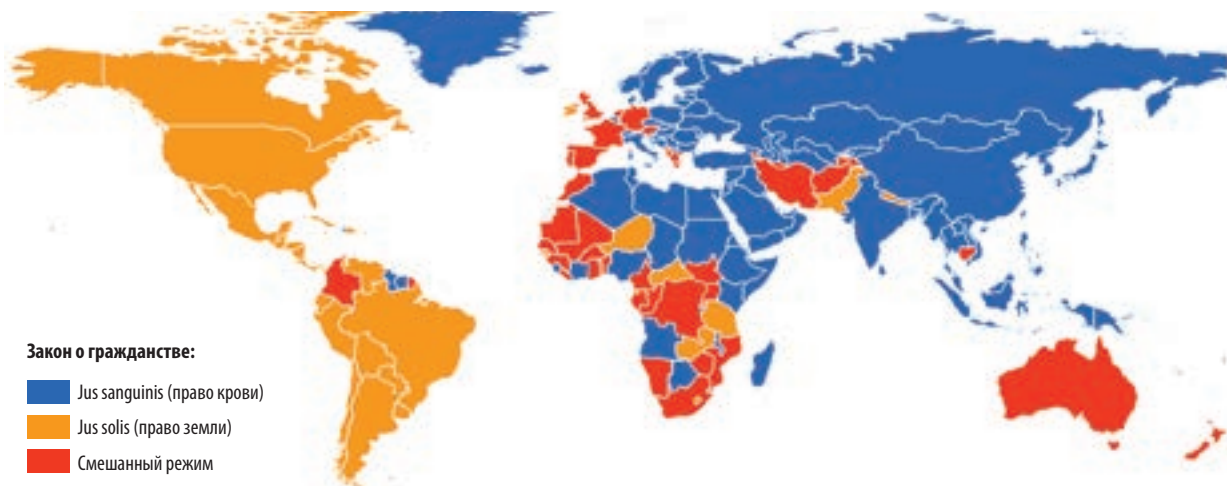 Закон о гражданстве:
Jus sanguinis (право крови)
Jus solis (право земли)
Смешанный режим